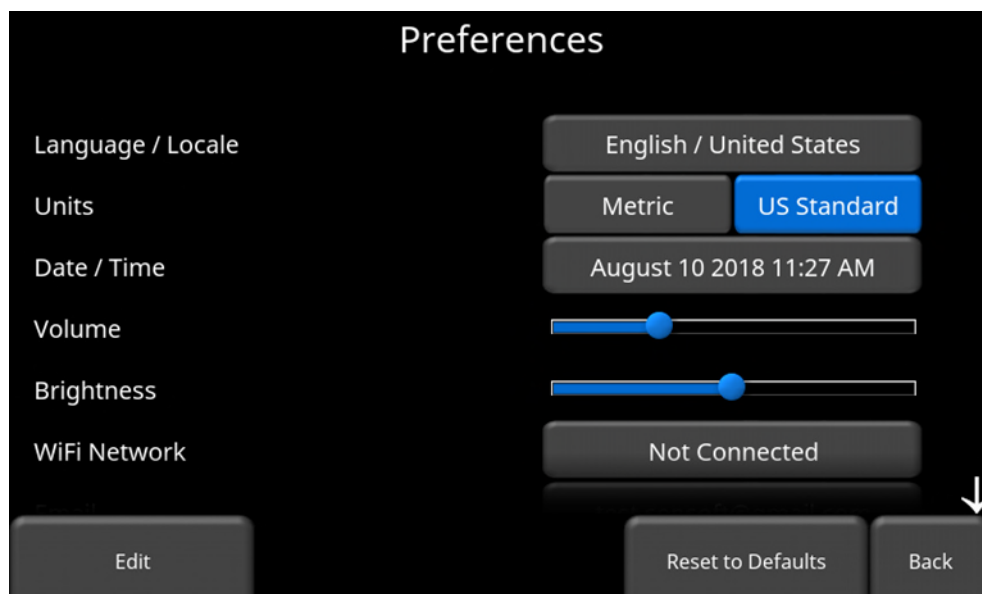 Preferences
Language / Locale English / United States
Units Metric US Standard
Date / Time August 10 2018 11:27 AM
Volume
Brightness
WiFi Network Not Connected
Email
Edit Reset to Defaults Back